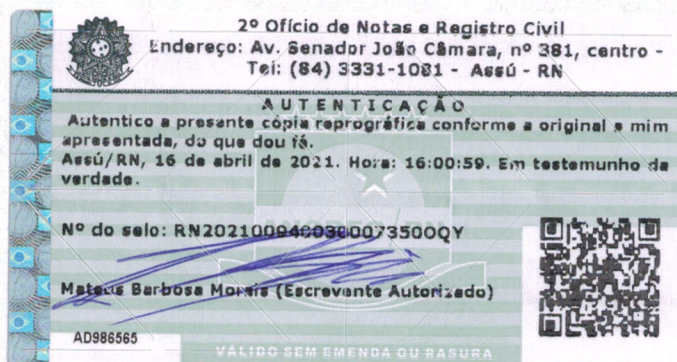 2º Ofício de Notas e Registro Civil
Endereço: Av. Senador João Câmara, nº 381, centro -
Tel: (84) 3331-1081 - Assú - RN
AUTENTICAÇÃO
Autentico a presente cópia reprográfica conforme a original a mim
apresentada, do que dou fé.
Assú/RN, 16 de abril de 2021. Hora: 16:00:59. Em testemunho da
verdade.
Nº do selo:
Mateus Barbosa Morais (Escrevente Autorizado)
AD986565
VÁLIDO SEM EMENDA OU RASURA